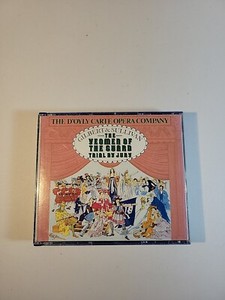 THE D'OYLY CARTE OPERA COMPANY
GILBERT & SULLIVAN
THE
YEOMEN OF
THE GUARD
TRIAL BY JURY